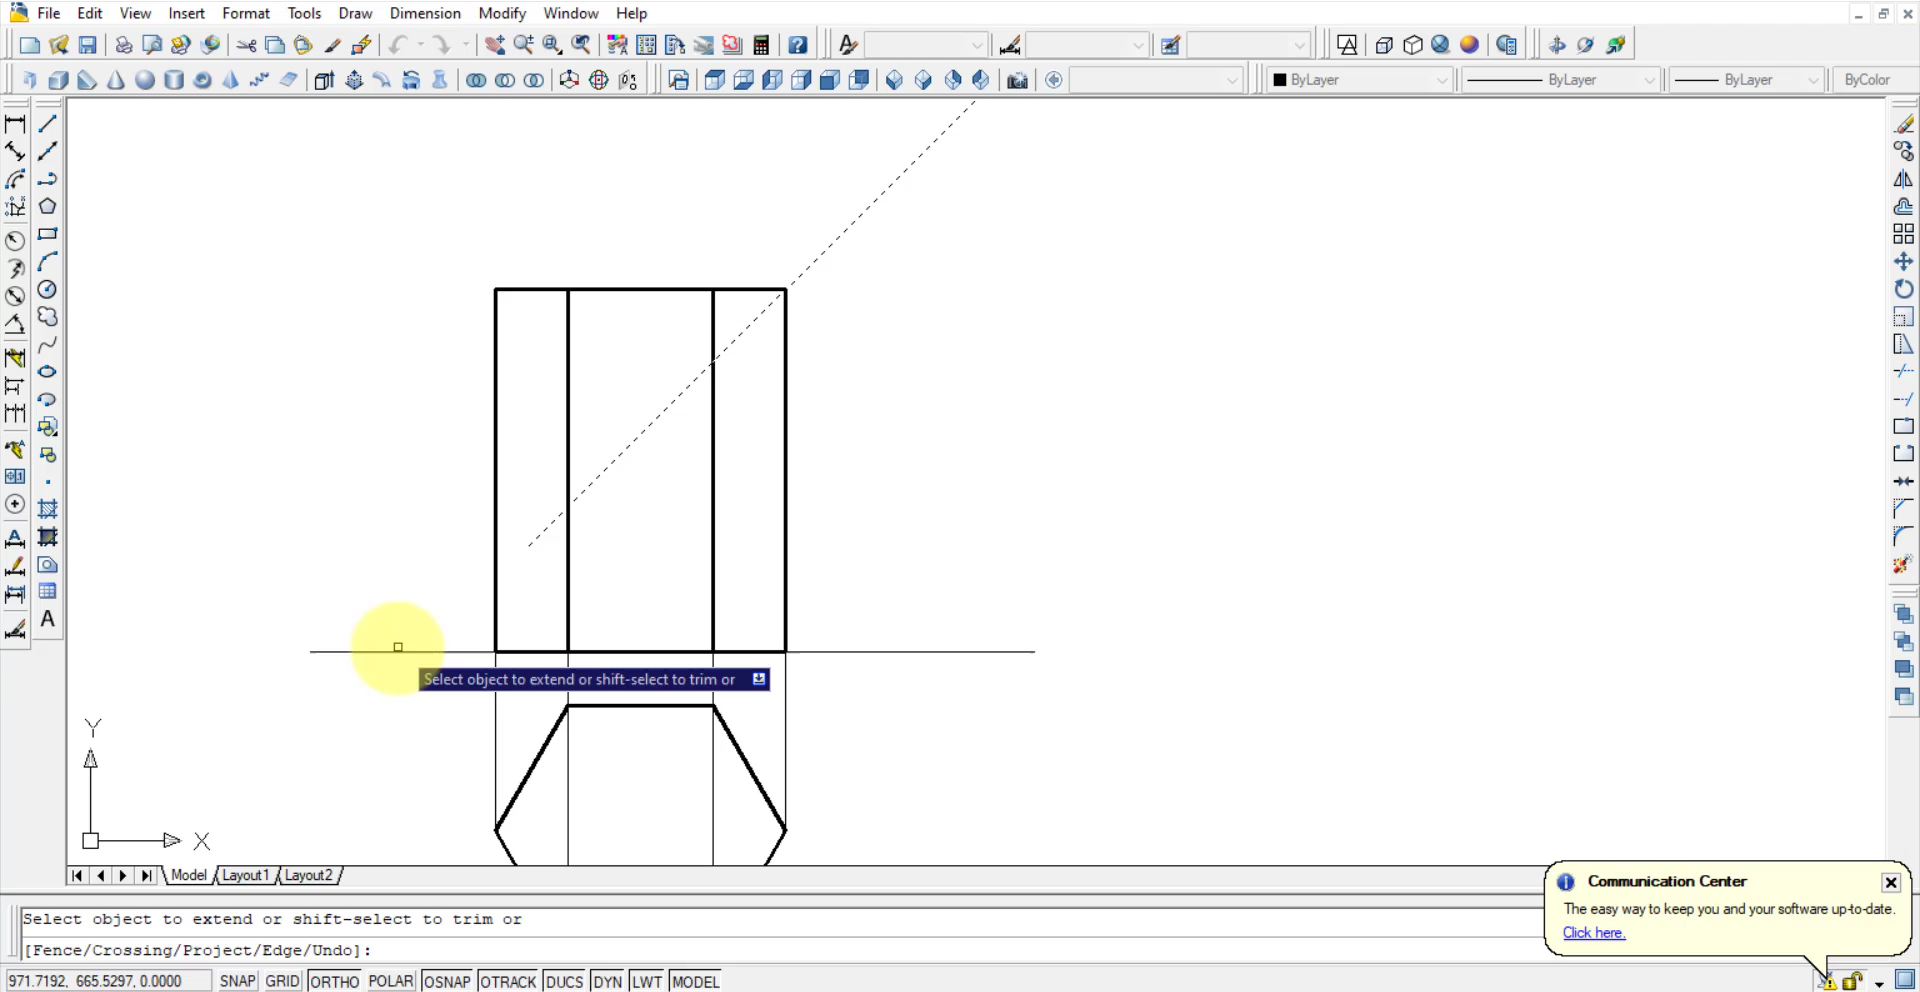 File Edit View Insert Format Tools Draw Dimension Modify Window Help
ByLayer ByLayer ByLayer ByColor
Select object to extend or shift-select to trim or
Y
X
Model Layout1 Layout2
Communication Center
The easy way to keep you and your software up-to-date.
Click here.
Select object to extend or shift-select to trim or
[Fence/Crossing/Project/Edge/Undo]:
971.7192, 665.5297, 0.0000 SNAP GRID ORTHO POLAR OSNAP OTRACK DUCS DYN LWT MODEL